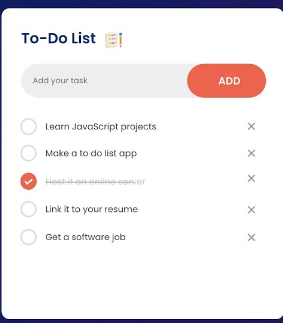 To-Do List
Add your task
ADD
Learn JavaScript projects
Make a to do list app
Host it on online server
Link it to your resume
Get a software job